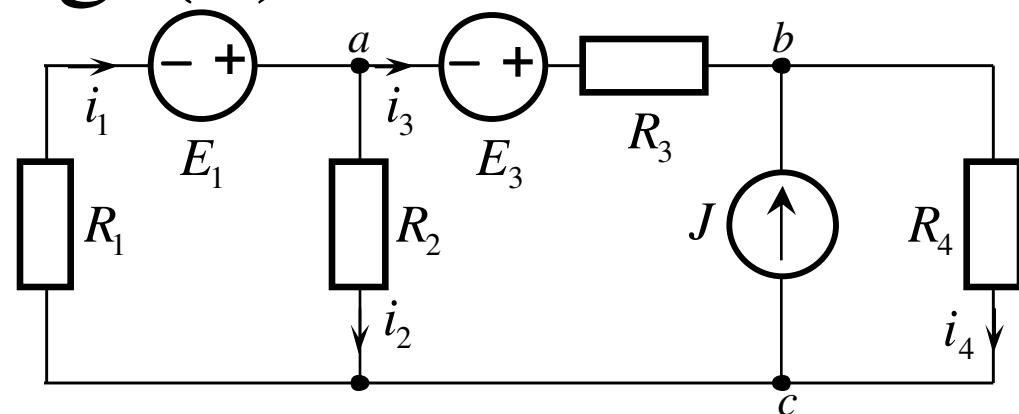 a b
− + − +
i₁ i₃
E₁ E₃ R₃
R₁ R₂ J R₄
i₂ i₄
c